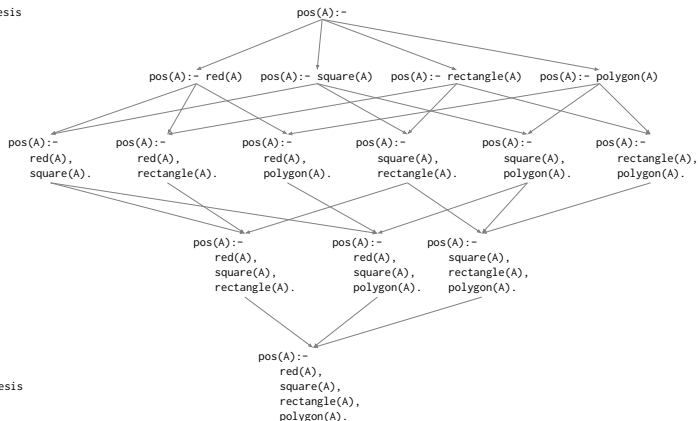 esis
pos(A):-
pos(A):- red(A)
pos(A):- square(A)
pos(A):- rectangle(A)
pos(A):- polygon(A)
pos(A):-
red(A),
square(A).
pos(A):-
red(A),
rectangle(A).
pos(A):-
red(A),
polygon(A).
pos(A):-
square(A),
rectangle(A).
pos(A):-
square(A),
polygon(A).
pos(A):-
rectangle(A),
polygon(A).
pos(A):-
red(A),
square(A),
rectangle(A).
pos(A):-
red(A),
square(A),
polygon(A).
pos(A):-
square(A),
rectangle(A),
polygon(A).
pos(A):-
red(A),
square(A),
rectangle(A),
polygon(A).
esis